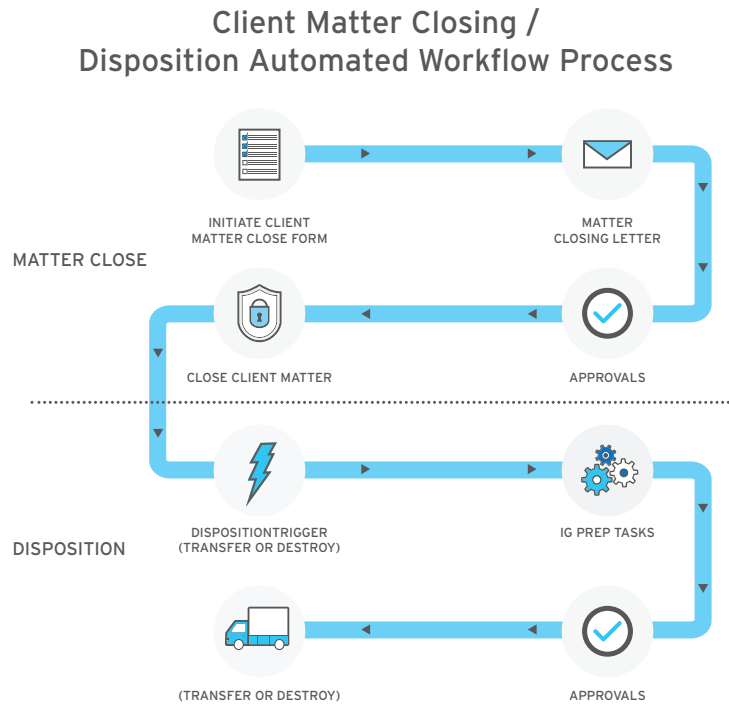 Client Matter Closing /
Disposition Automated Workflow Process
INITIATE CLIENT
MATTER CLOSE FORM
MATTER
CLOSING LETTER
MATTER CLOSE
CLOSE CLIENT MATTER
APPROVALS
DISPOSITIONTRIGGER
(TRANSFER OR DESTROY)
IG PREP TASKS
DISPOSITION
(TRANSFER OR DESTROY)
APPROVALS